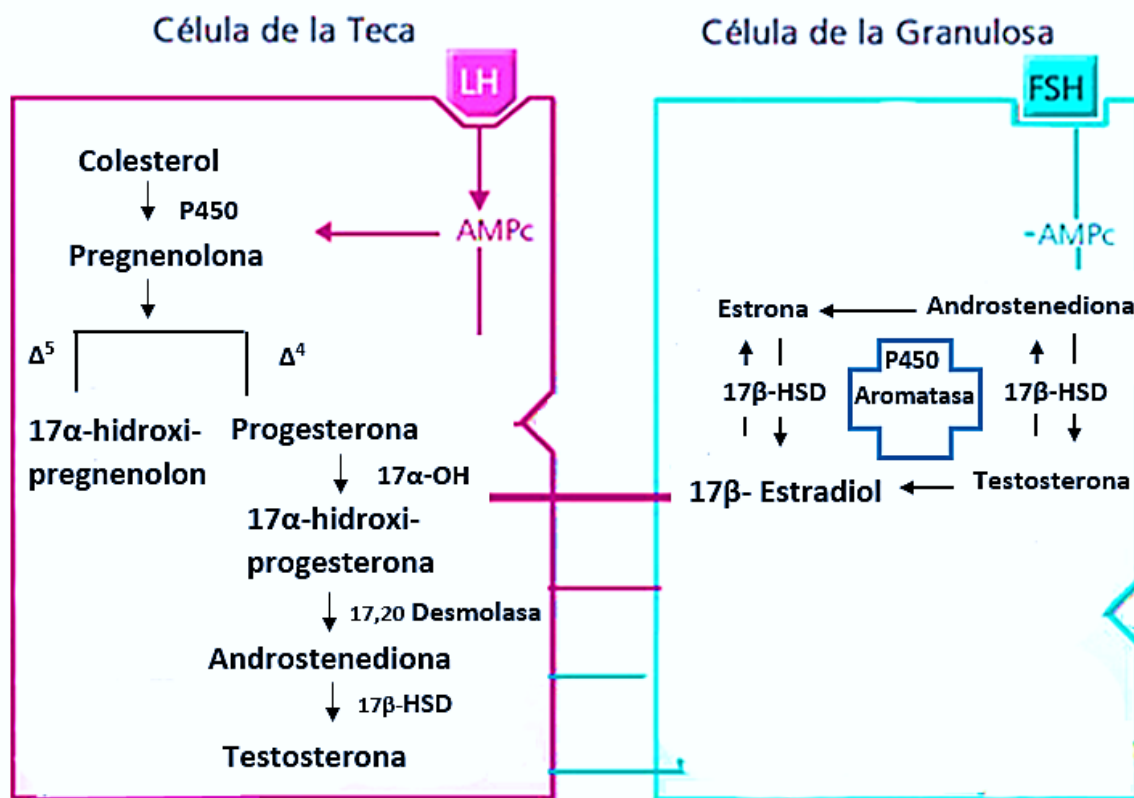 Célula de la Teca
LH
Colesterol
P450
AMPc
Pregnenolona
Δ⁵
Δ⁴
17α-hidroxi-
pregnenolon
Progesterona
17α-OH
17α-hidroxi-
progesterona
17,20 Desmolasa
Androstenediona
17β-HSD
Testosterona
Célula de la Granulosa
FSH
-AMPc
Estrona
Androstenediona
P450
Aromatasa
17β-HSD
17β-HSD
17β- Estradiol
Testosterona